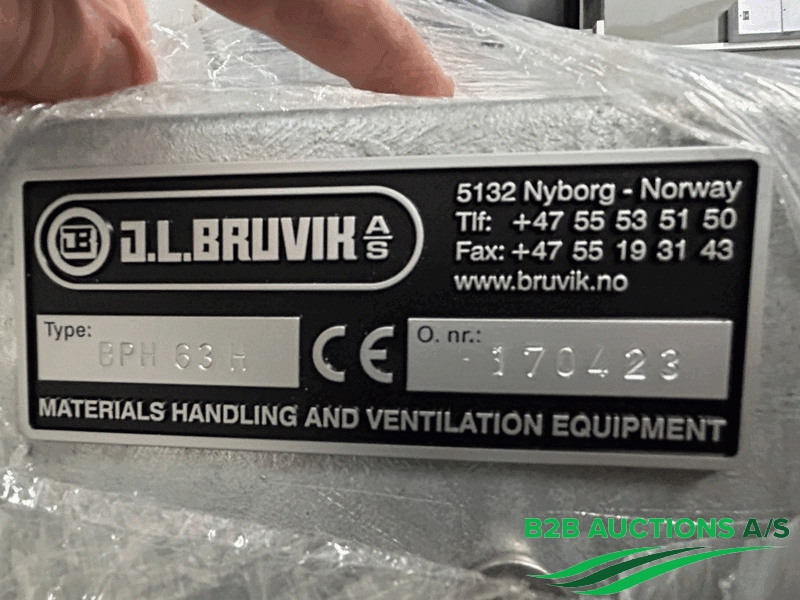 JB J.L.BRUVIK A/S
5132 Nyborg - Norway
Tlf: +47 55 53 51 50
Fax: +47 55 19 31 43
www.bruvik.no
Type: BPH 63 H
CE
O. nr.: 170423
MATERIALS HANDLING AND VENTILATION EQUIPMENT
B2B AUCTIONS A/S